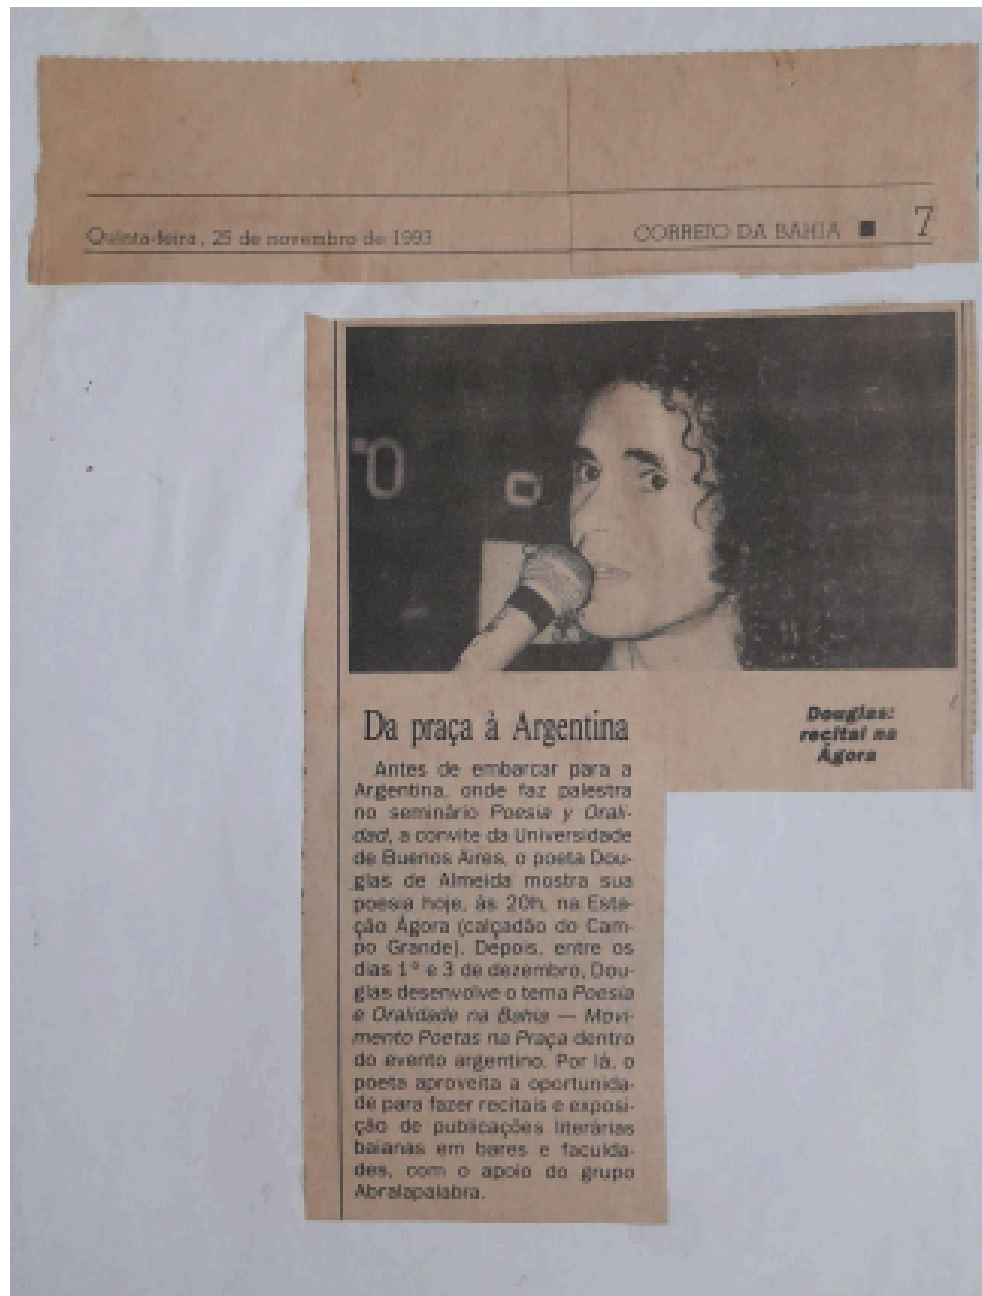 Quinta-feira, 25 de novembro de 1993
CORREIO DA BAHIA ■ 7
Da praça à Argentina
Antes de embarcar para a
Argentina, onde faz palestra
no seminário Poesia y Orali-
dad, a convite da Universidade
de Buenos Aires, o poeta Dou-
glas de Almeida mostra sua
poesia hoje, às 20h, na Esta-
ção Ágora (calçadão do Cam-
po Grande). Depois, entre os
dias 1º e 3 de dezembro, Dou-
glas desenvolve o tema Poesia
e Oralidade na Bahia — Movi-
mento Poetas na Praça dentro
do evento argentino. Por lá, o
poeta aproveita a oportunida-
de para fazer recitais e exposi-
ção de publicações literárias
baianas em bares e faculda-
des, com o apoio do grupo
Abralapalabra.
Douglas:
recital na
Ágora